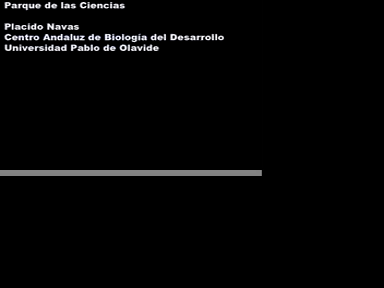 Parque de las Ciencias
Placido Navas
Centro Andaluz de Biología del Desarrollo
Universidad Pablo de Olavide